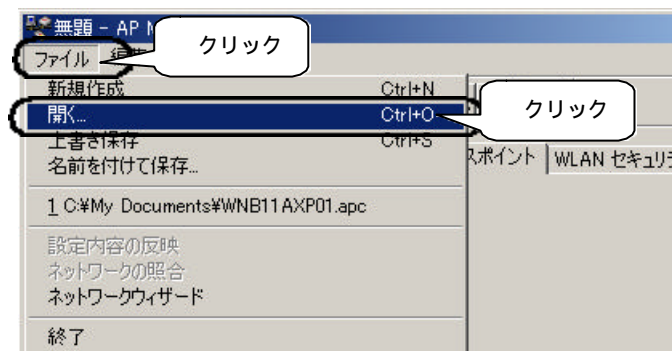 無題 - AP
クリック
ファイル
新規作成 Ctrl+N
開く... Ctrl+O
クリック
上書き保存 Ctrl+S
名前を付けて保存...
スポイント WLAN セキュリテ
1 C:¥My Documents¥WNB11AXP01.apc
設定内容の反映
ネットワークの照合
ネットワークウィザード
終了